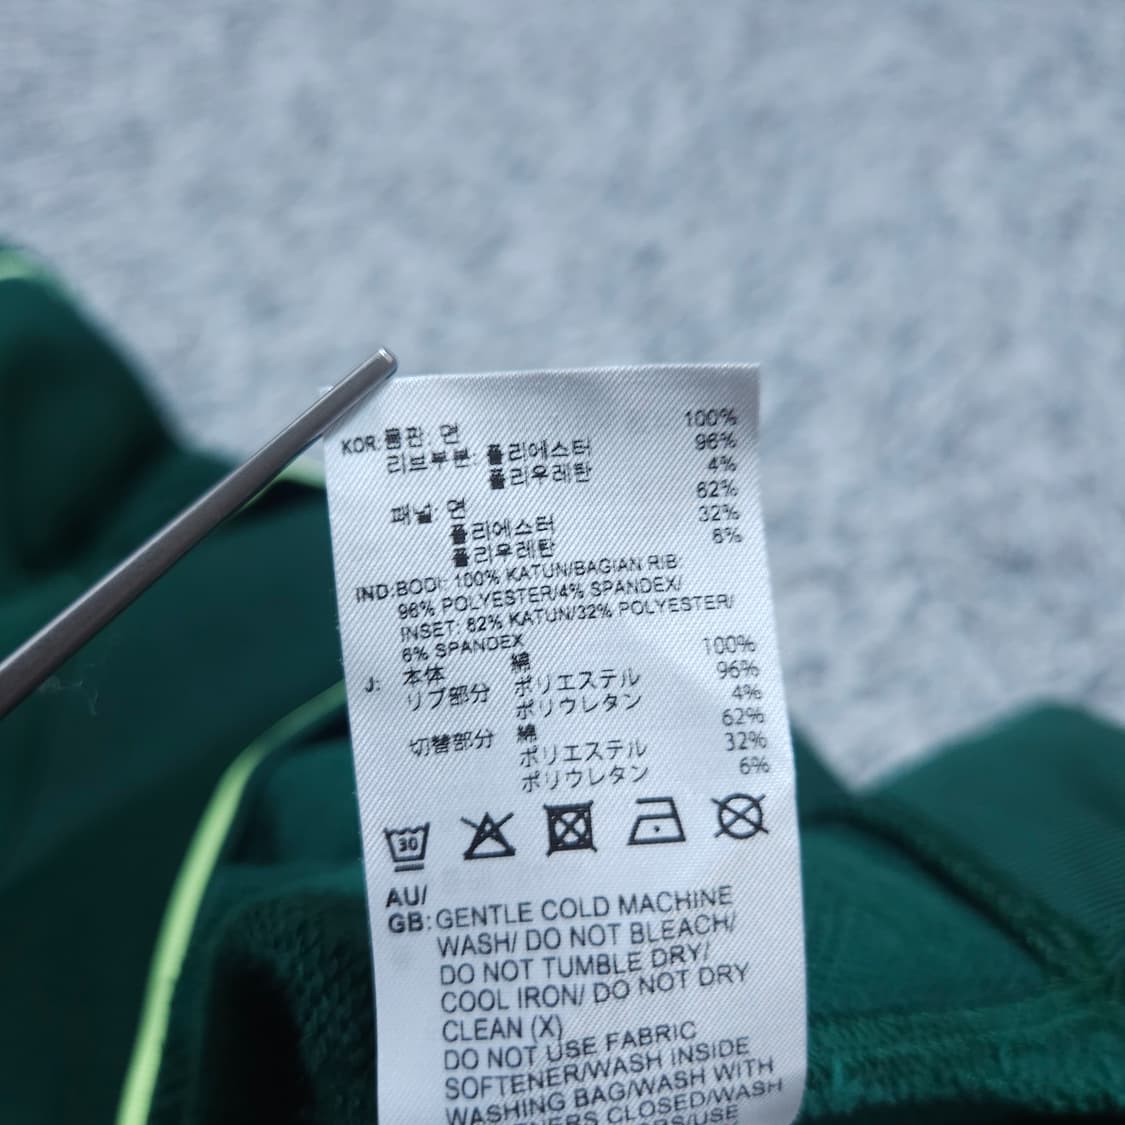 KOR: 몸판: 면 100%
리브부분: 폴리에스터 96%
폴리우레탄 4%
패널: 면 62%
폴리에스터 32%
폴리우레탄 6%
IND: BODI: 100% KATUN/BAGIAN RIB:
96% POLYESTER/4% SPANDEX/
INSET: 62% KATUN/32% POLYESTER/
6% SPANDEX
J: 本体 綿 100%
リブ部分 ポリエステル 96%
ポリウレタン 4%
切替部分 綿 62%
ポリエステル 32%
ポリウレタン 6%
30
AU/
GB: GENTLE COLD MACHINE
WASH/ DO NOT BLEACH/
DO NOT TUMBLE DRY/
COOL IRON/ DO NOT DRY
CLEAN (X)
DO NOT USE FABRIC
SOFTENER/WASH INSIDE
WASHING BAG/WASH WITH
CLOSED/WASH